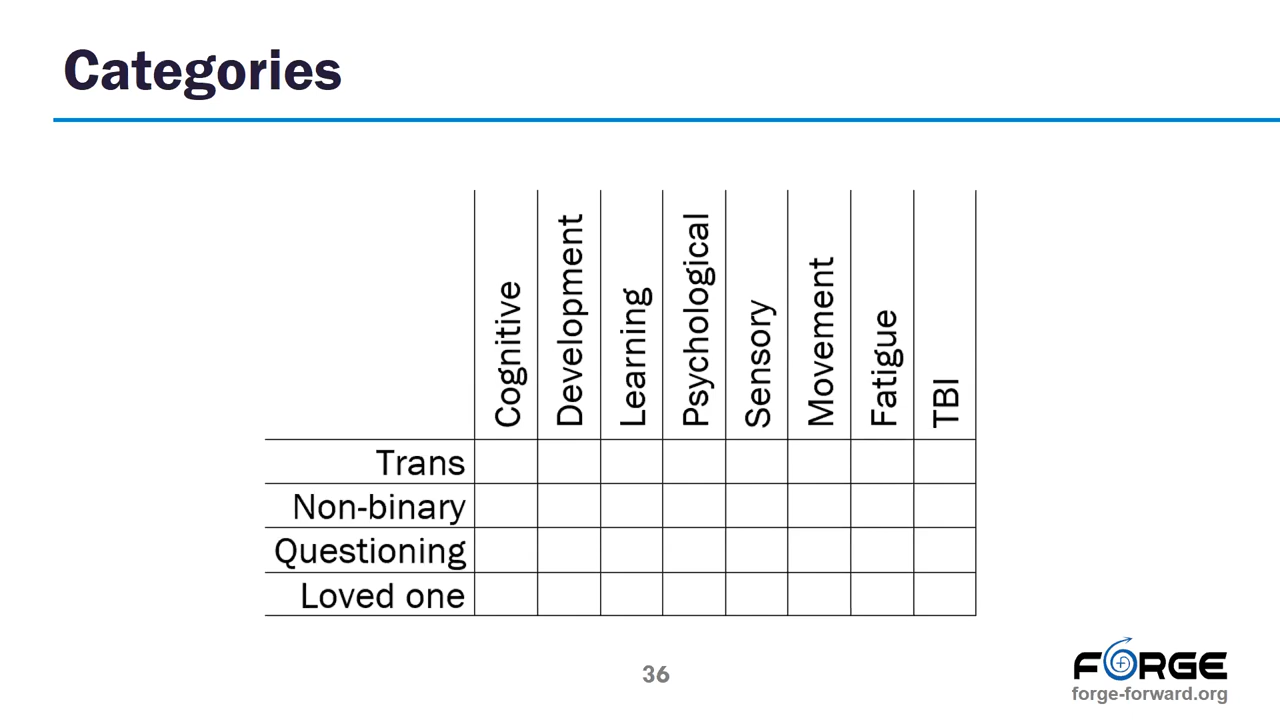 Categories
Cognitive
Development
Learning
Psychological
Sensory
Movement
Fatigue
TBI
Trans
Non-binary
Questioning
Loved one
36
FORGE
forge-forward.org